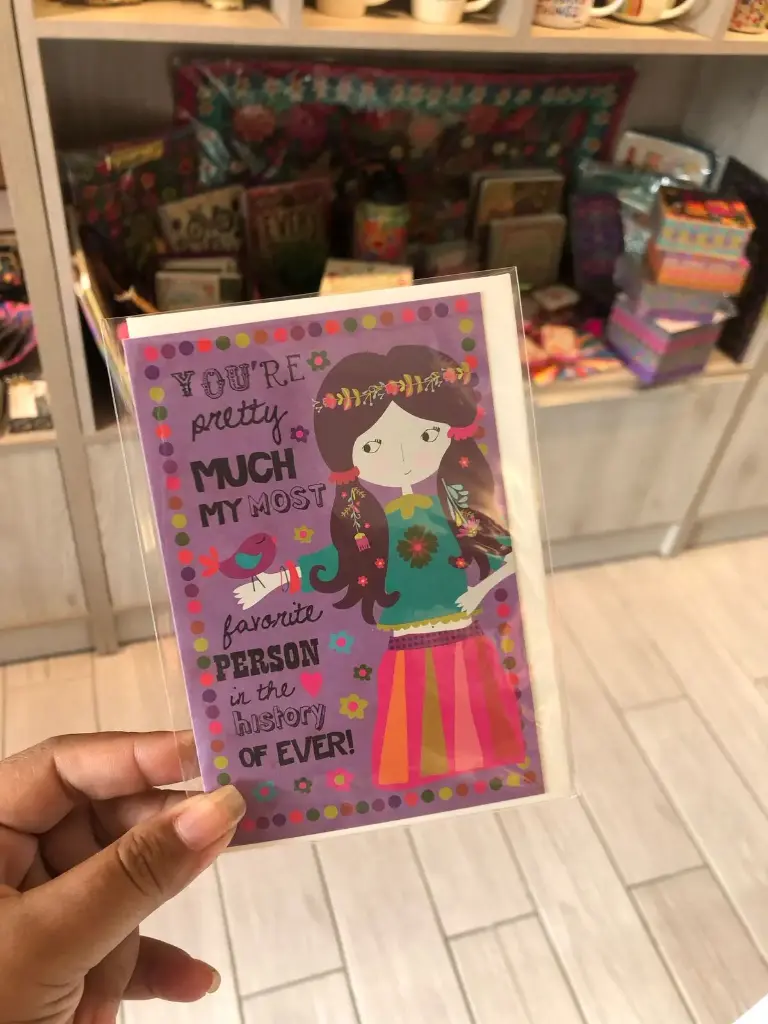 YOU'RE
pretty
MUCH
MY MOST
favorite
PERSON
in the
history
OF EVER!